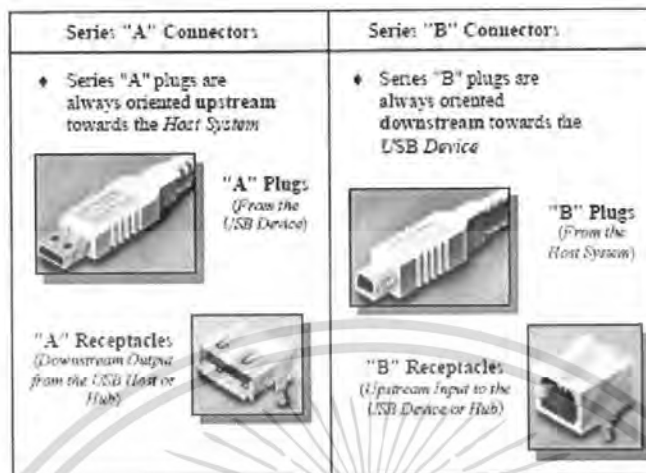 Series "A" Connectors
♦ Series "A" plugs are
always oriented upstream
towards the Host System
"A" Plugs
(From the
USB Device)
"A" Receptacles
(Downstream Output
from the USB Host or
Hub)
Series "B" Connectors
♦ Series "B" plugs are
always oriented
downstream towards the
USB Device
"B" Plugs
(From the
Host System)
"B" Receptacles
(Upstream Input to the
USB Device or Hub)